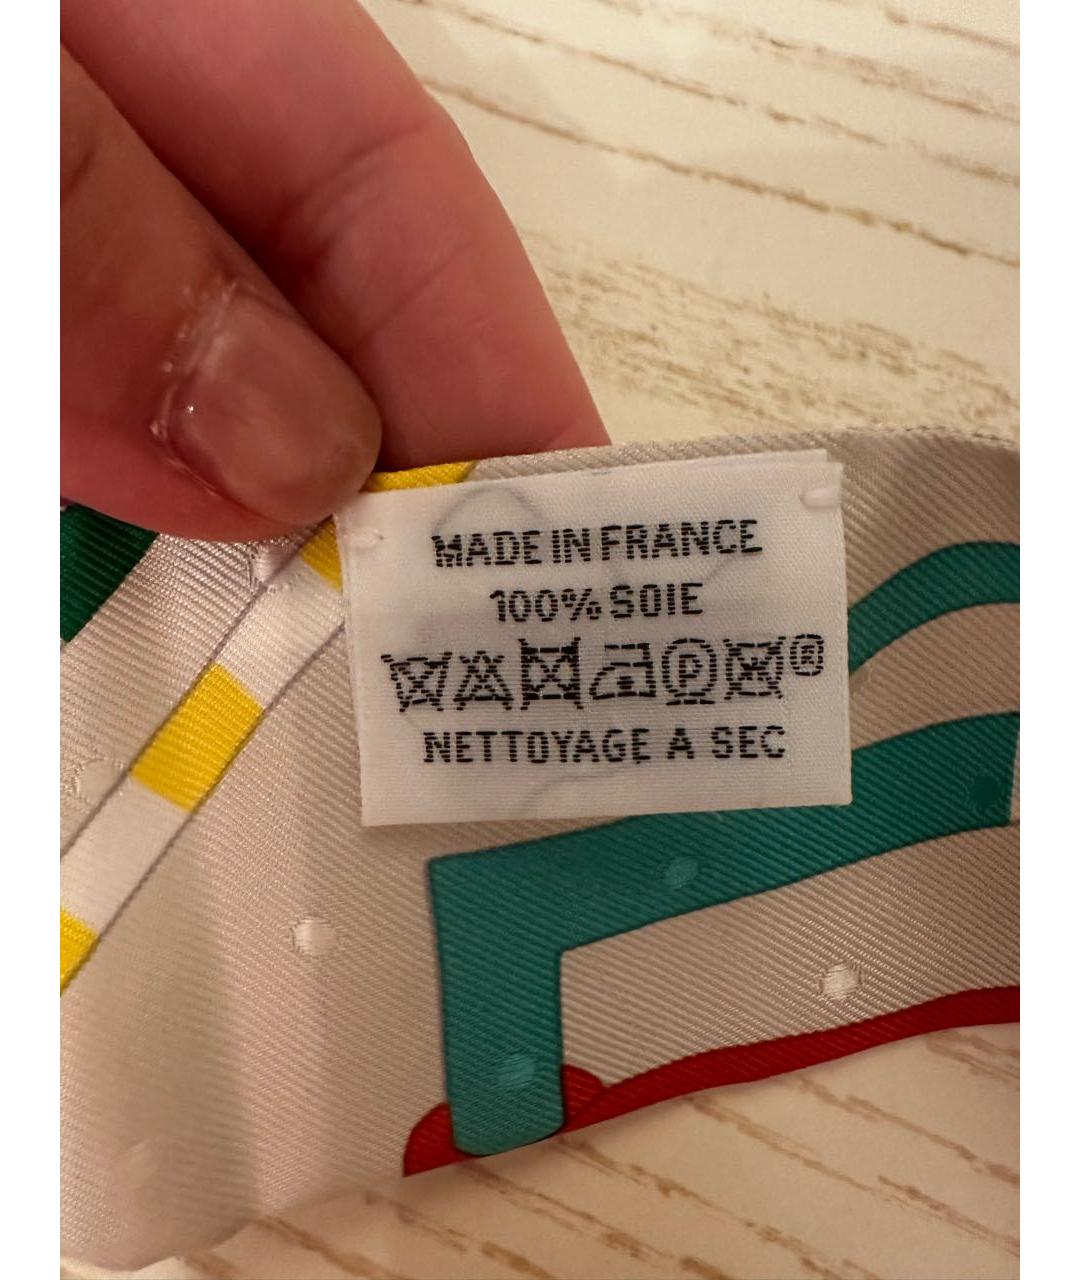 MADE IN FRANCE
100% SOIE
P ®
NETTOYAGE A SEC